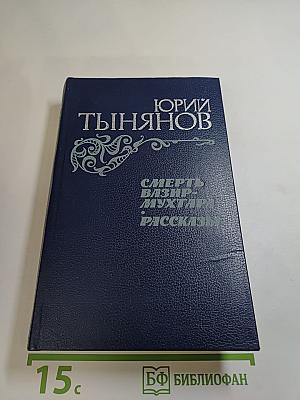 ЮРИЙ
ТЫНЯНОВ
СМЕРТЬ
ВАЗИР-
МУХТАРА
•
РАССКАЗЫ
15с
БФ БИБЛИОФАН